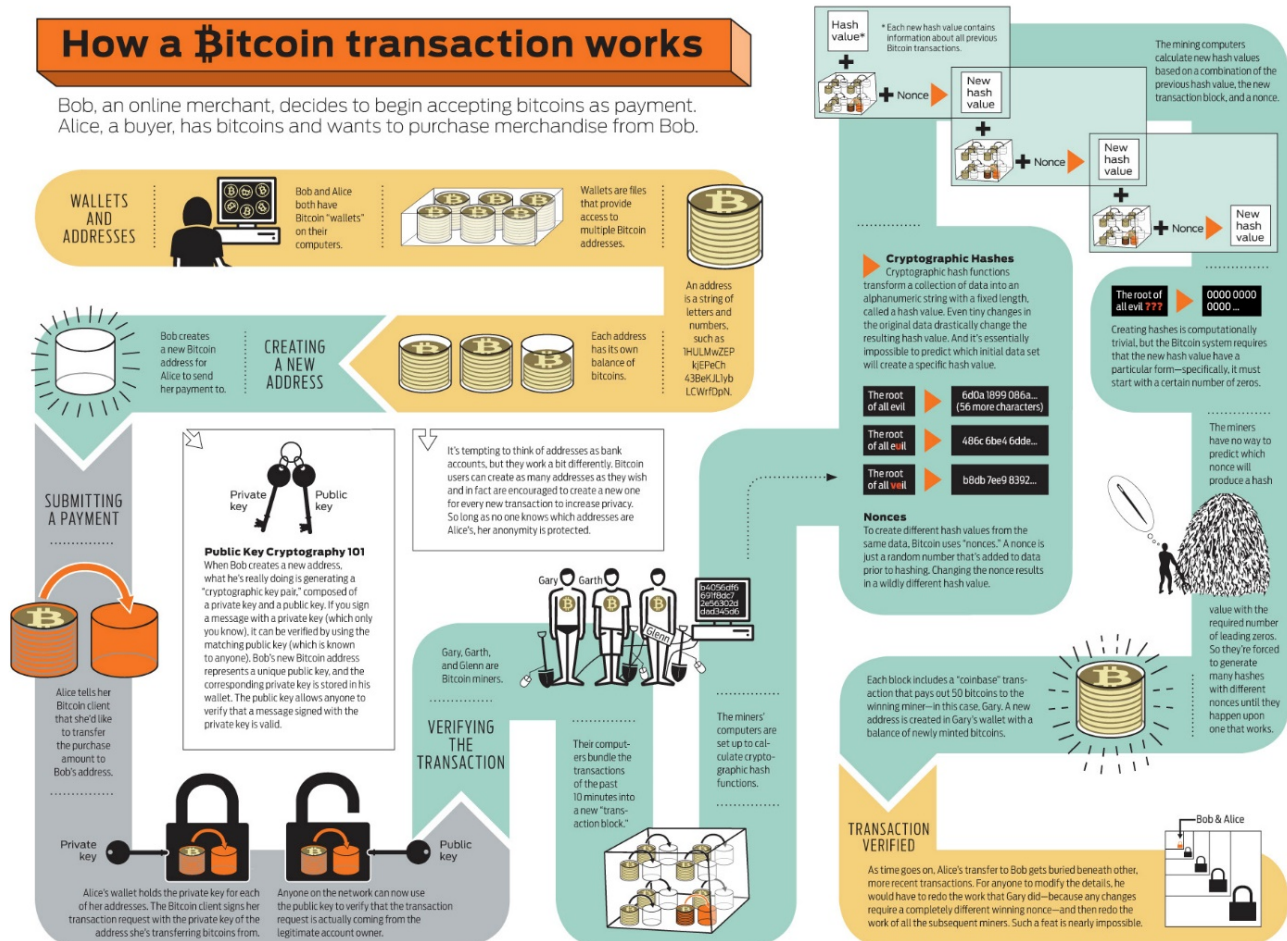 How a Bitcoin transaction works
Bob, an online merchant, decides to begin accepting bitcoins as payment.
Alice, a buyer, has bitcoins and wants to purchase merchandise from Bob.
WALLETS
AND
ADDRESSES
Bob and Alice
both have
Bitcoin “wallets”
on their
computers.
Wallets are files
that provide
access to
multiple Bitcoin
addresses.
An address
is a string of
letters and
numbers,
such as
1HULMwZEP
kjEPeCh
43BeKJL1yb
LCWrfDpN.
Each address
has its own
balance of
bitcoins.
CREATING
A NEW
ADDRESS
Bob creates
a new Bitcoin
address for
Alice to send
her payment to.
SUBMITTING
A PAYMENT
Private
key
Public
key
Public Key Cryptography 101
When Bob creates a new address,
what he’s really doing is generating a
“cryptographic key pair,” composed of
a private key and a public key. If you sign
a message with a private key (which only
you know), it can be verified by using the
matching public key (which is known
to anyone). Bob’s new Bitcoin address
represents a unique public key, and the
corresponding private key is stored in his
wallet. The public key allows anyone to
verify that a message signed with the
private key is valid.
It’s tempting to think of addresses as bank
accounts, but they work a bit differently. Bitcoin
users can create as many addresses as they wish
and in fact are encouraged to create a new one
for every new transaction to increase privacy.
So long as no one knows which addresses are
Alice’s, her anonymity is protected.
Alice tells her
Bitcoin client
that she’d like
to transfer
the purchase
amount to
Bob’s address.
Private
key
Public
key
Alice’s wallet holds the private key for each
of her addresses. The Bitcoin client signs her
transaction request with the private key of the
address she’s transferring bitcoins from.
Anyone on the network can now use
the public key to verify that the transaction
request is actually coming from the
legitimate account owner.
VERIFYING
THE
TRANSACTION
Gary, Garth,
and Glenn are
Bitcoin miners.
Gary
Garth
Glenn
b4056df6
691f8dc7
2e56302d
dad345d6
Their comput-
ers bundle the
transactions
of the past
10 minutes into
a new “trans-
action block.”
The miners’
computers are
set up to cal-
culate crypto-
graphic hash
functions.
Cryptographic Hashes
Cryptographic hash functions
transform a collection of data into an
alphanumeric string with a fixed length,
called a hash value. Even tiny changes in
the original data drastically change the
resulting hash value. And it’s essentially
impossible to predict which initial data set
will create a specific hash value.
The root
of all evil
6d0a 1899 086a...
(56 more characters)
The root
of all euil
486c 6be4 6dde...
The root
of all veil
b8db 7ee9 8392...
Nonces
To create different hash values from the
same data, Bitcoin uses “nonces.” A nonce is
just a random number that’s added to data
prior to hashing. Changing the nonce results
in a wildly different hash value.
Hash
value*
* Each new hash value contains
information about all previous
Bitcoin transactions.
+
+ Nonce
New
hash
value
+
+ Nonce
New
hash
value
+
+ Nonce
New
hash
value
The mining computers
calculate new hash values
based on a combination of the
previous hash value, the new
transaction block, and a nonce.
The root of
all evil ???
0000 0000
0000 ...
Creating hashes is computationally
trivial, but the Bitcoin system requires
that the new hash value have a
particular form—specifically, it must
start with a certain number of zeros.
The miners
have no way to
predict which
nonce will
produce a hash
value with the
required number
of leading zeros.
So they’re forced
to generate
many hashes
with different
nonces until they
happen upon
one that works.
Each block includes a “coinbase” trans-
action that pays out 50 bitcoins to the
winning miner—in this case, Gary. A new
address is created in Gary’s wallet with a
balance of newly minted bitcoins.
TRANSACTION
VERIFIED
Bob & Alice
As time goes on, Alice’s transfer to Bob gets buried beneath other,
more recent transactions. For anyone to modify the details, he
would have to redo the work that Gary did—because any changes
require a completely different winning nonce—and then redo the
work of all the subsequent miners. Such a feat is nearly impossible.